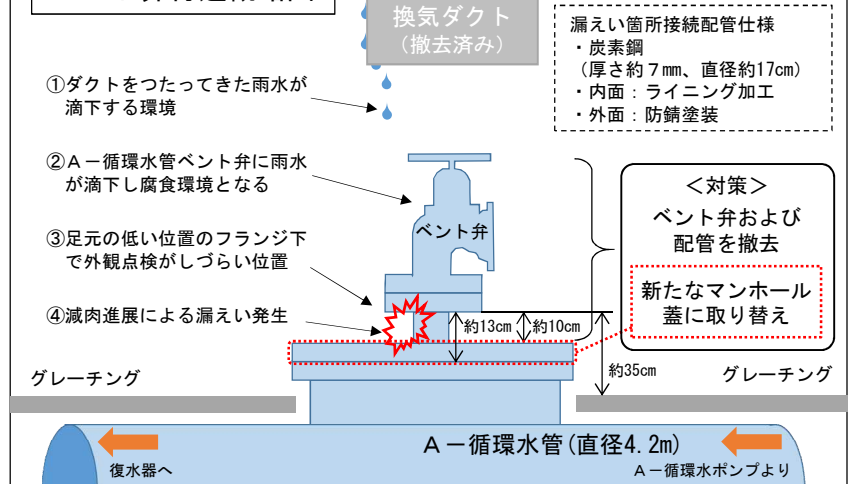 換気ダクト
(撤去済み)
漏えい箇所接続配管仕様
・炭素鋼
(厚さ約7mm、直径約17cm)
・内面：ライニング加工
・外面：防錆塗装
①ダクトをつたってきた雨水が
滴下する環境
②A－循環水管ベント弁に雨水
が滴下し腐食環境となる
③足元の低い位置のフランジ下
で外観点検がしづらい位置
④減肉進展による漏えい発生
ベント弁
＜対策＞
ベント弁および
配管を撤去
新たなマンホール
蓋に取り替え
約13cm
約10cm
約35cm
グレーチング
グレーチング
A－循環水管(直径4.2m)
復水器へ
A－循環水ポンプより